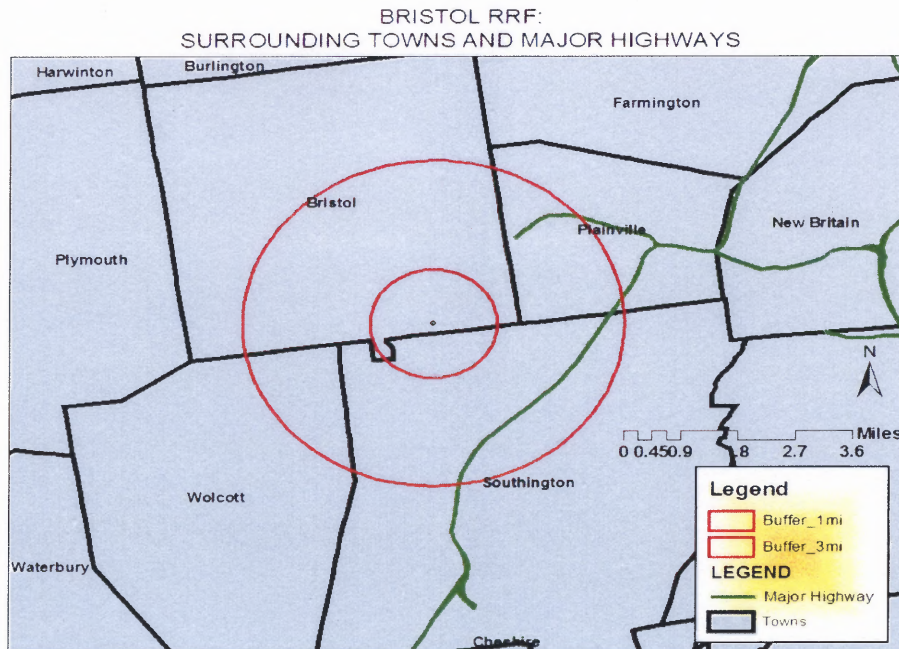 BRISTOL RRF:
SURROUNDING TOWNS AND MAJOR HIGHWAYS
Harwinton
Burlington
Farmington
Bristol
Plainville
New Britain
Plymouth
N
Miles
0 0.45 0.9 1.8 2.7 3.6
Southington
Wolcott
Waterbury
Cheshire
Legend
Buffer_1mi
Buffer_3mi
LEGEND
Major Highway
Towns